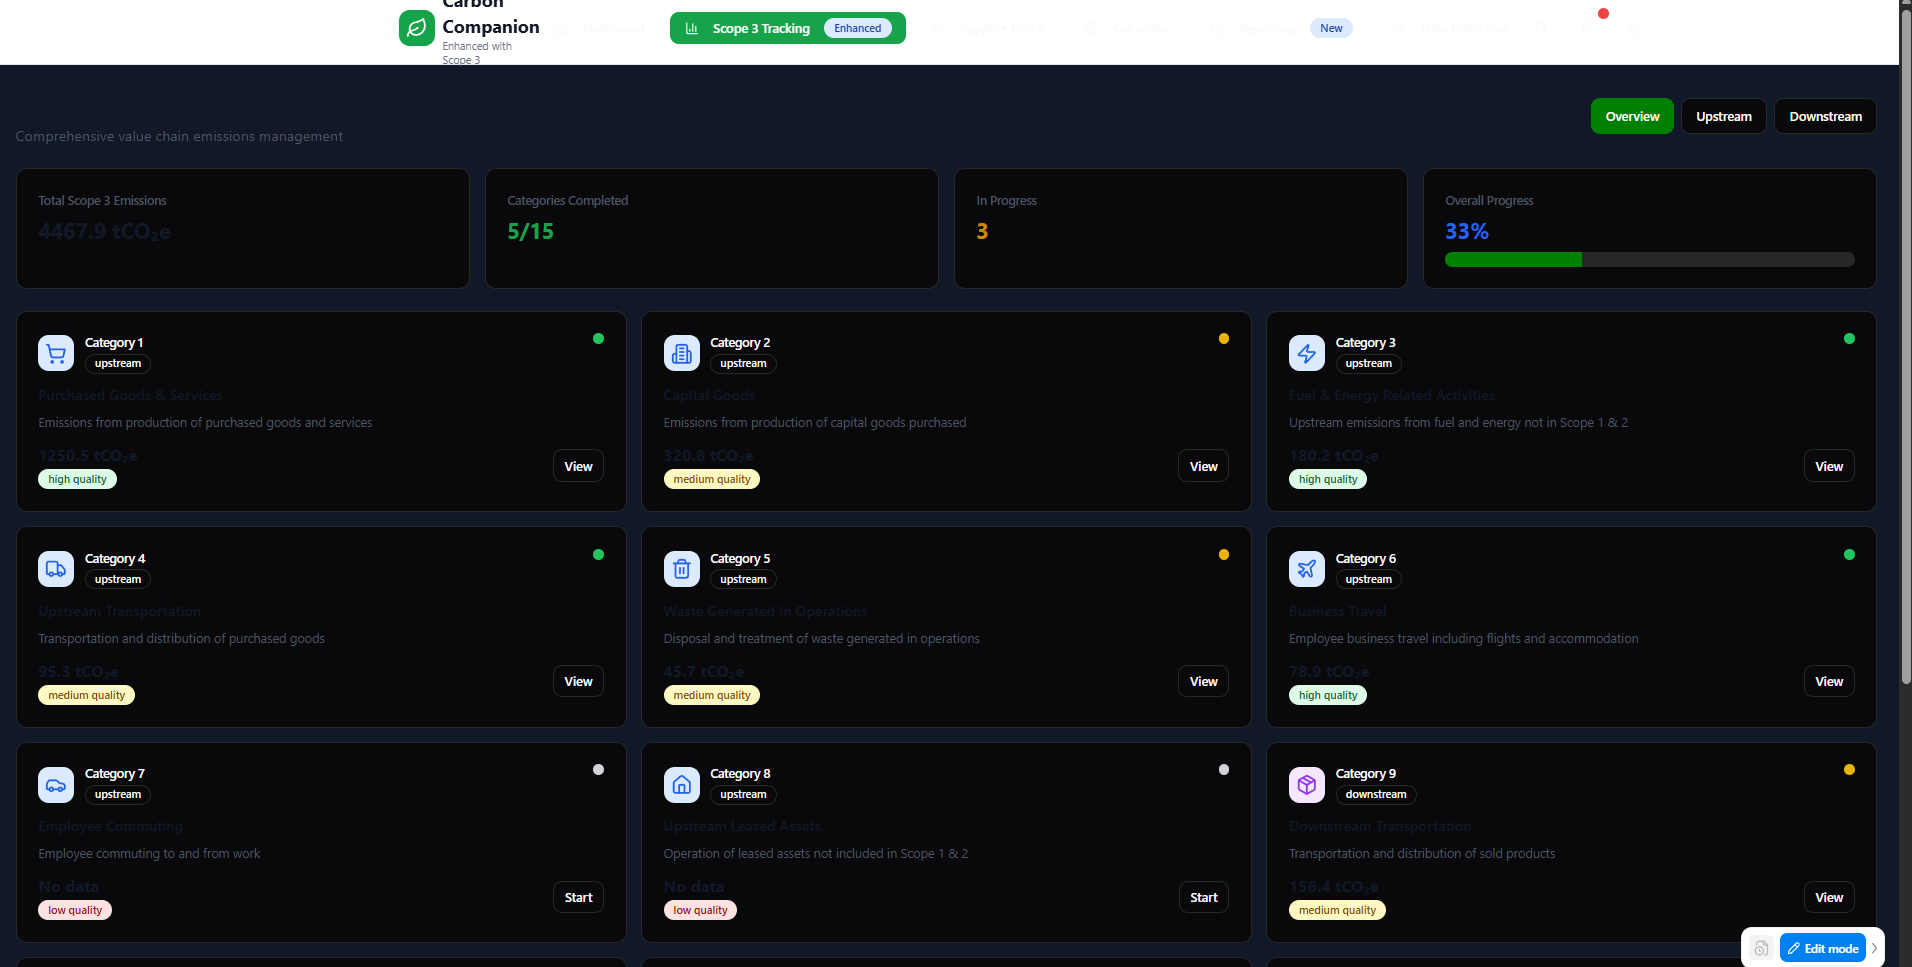 Carbon
Companion
Enhanced with
Scope 3
Dashboard
Scope 3 Tracking Enhanced
Supplier Portal
Calculator
Reporting New
Data Collection
Overview Upstream Downstream
Comprehensive value chain emissions management
Total Scope 3 Emissions
4467.9 tCO₂e
Categories Completed
5/15
In Progress
3
Overall Progress
33%
Category 1
upstream
Purchased Goods & Services
Emissions from production of purchased goods and services
1250.5 tCO₂e
high quality
View
Category 2
upstream
Capital Goods
Emissions from production of capital goods purchased
320.8 tCO₂e
medium quality
View
Category 3
upstream
Fuel & Energy Related Activities
Upstream emissions from fuel and energy not in Scope 1 & 2
180.2 tCO₂e
high quality
View
Category 4
upstream
Upstream Transportation
Transportation and distribution of purchased goods
95.3 tCO₂e
medium quality
View
Category 5
upstream
Waste Generated in Operations
Disposal and treatment of waste generated in operations
45.7 tCO₂e
medium quality
View
Category 6
upstream
Business Travel
Employee business travel including flights and accommodation
78.9 tCO₂e
high quality
View
Category 7
upstream
Employee Commuting
Employee commuting to and from work
No data
low quality
Start
Category 8
upstream
Upstream Leased Assets
Operation of leased assets not included in Scope 1 & 2
No data
low quality
Start
Category 9
downstream
Downstream Transportation
Transportation and distribution of sold products
156.4 tCO₂e
medium quality
View
Edit mode